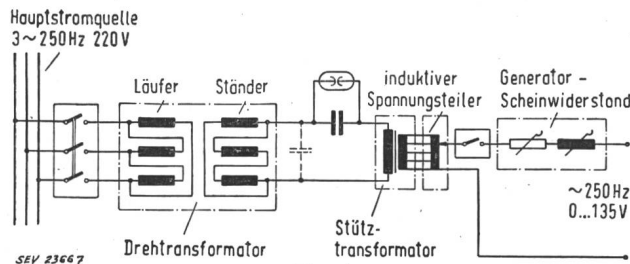 Hauptstromquelle
3~250Hz 220V
Läufer
Ständer
induktiver
Spannungsteiler
Generator-
Scheinwiderstand
~250Hz
0...135V
Drehtransformator
Stütz-
transformator
SEV 23667